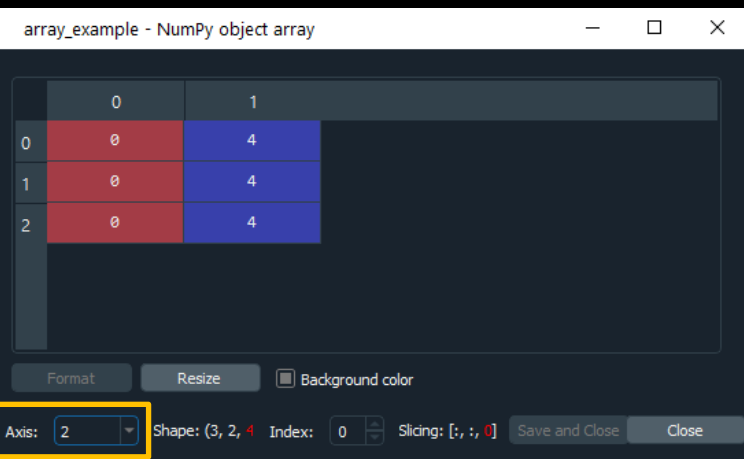 array_example - NumPy object array
0 1
0 0 4
1 0 4
2 0 4
Format Resize Background color
Axis: 2 Shape: (3, 2, 4 Index: 0 Slicing: [:, :, 0] Save and Close Close